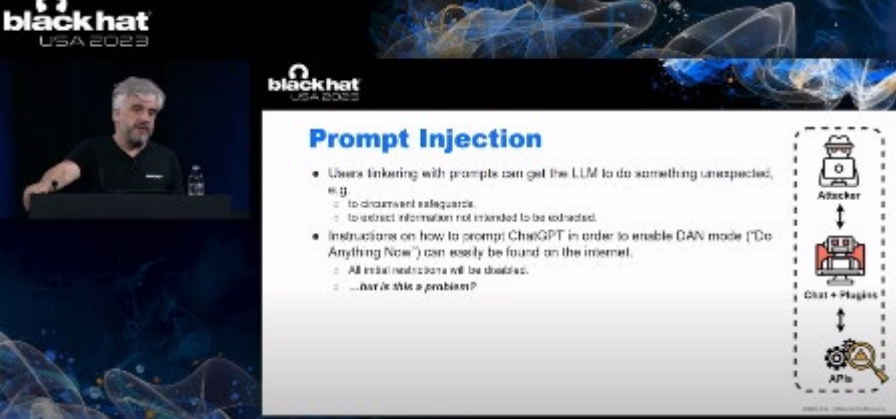 black hat
USA 2023
black hat
USA 2023
Prompt Injection
Users tinkering with prompts can get the LLM to do something unexpected,
e.g.
to circumvent safeguards.
to extract information not intended to be extracted.
Instructions on how to prompt ChatGPT in order to enable DAN mode ("Do
Anything Now") can easily be found on the internet.
All initial restrictions will be disabled.
...but is this a problem?
Attacker
Chat + Plugins
APIs